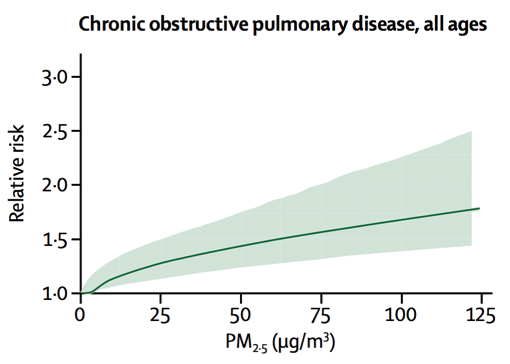 Chronic obstructive pulmonary disease, all ages
Relative risk
3·0
2·5
2·0
1·5
1·0
0 25 50 75 100 125
PM2·5 (µg/m³)